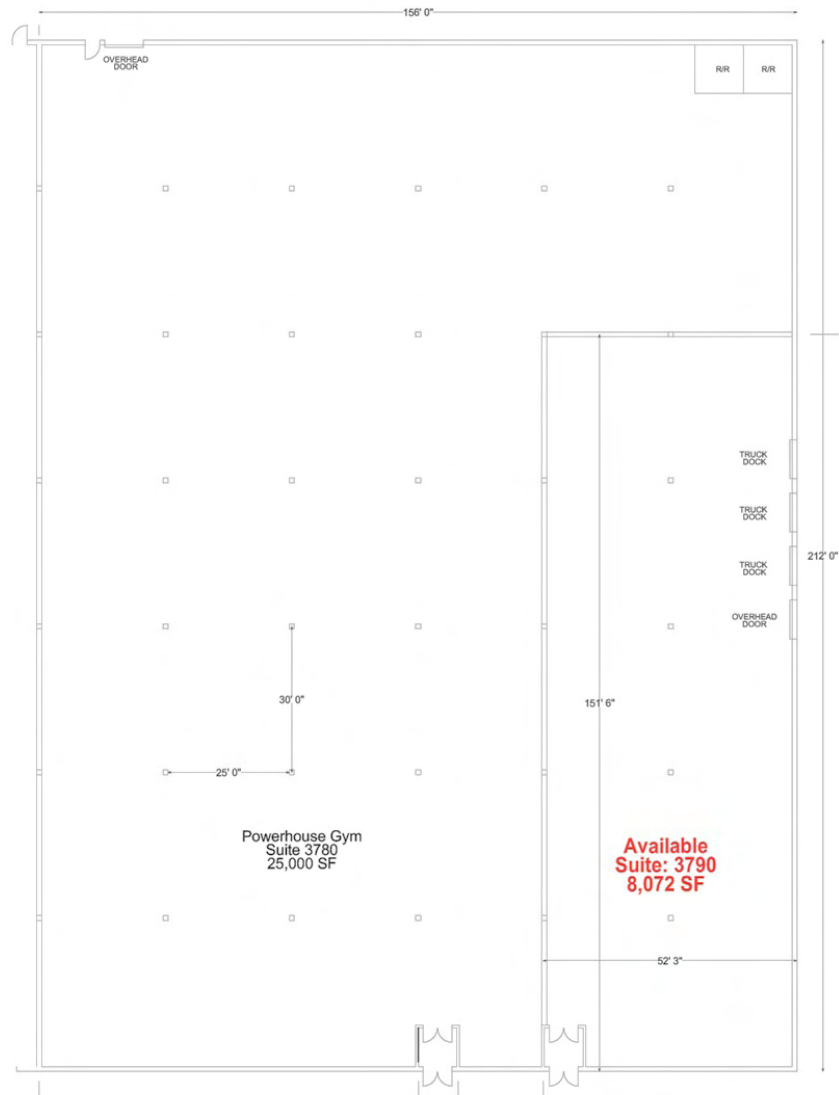 156' 0"
OVERHEAD
DOOR
R/R
R/R
TRUCK
DOCK
TRUCK
DOCK
212' 0"
TRUCK
DOCK
OVERHEAD
DOOR
30' 0"
151' 6"
25' 0"
Powerhouse Gym
Suite 3780
25,000 SF
Available
Suite: 3790
8,072 SF
52' 3"